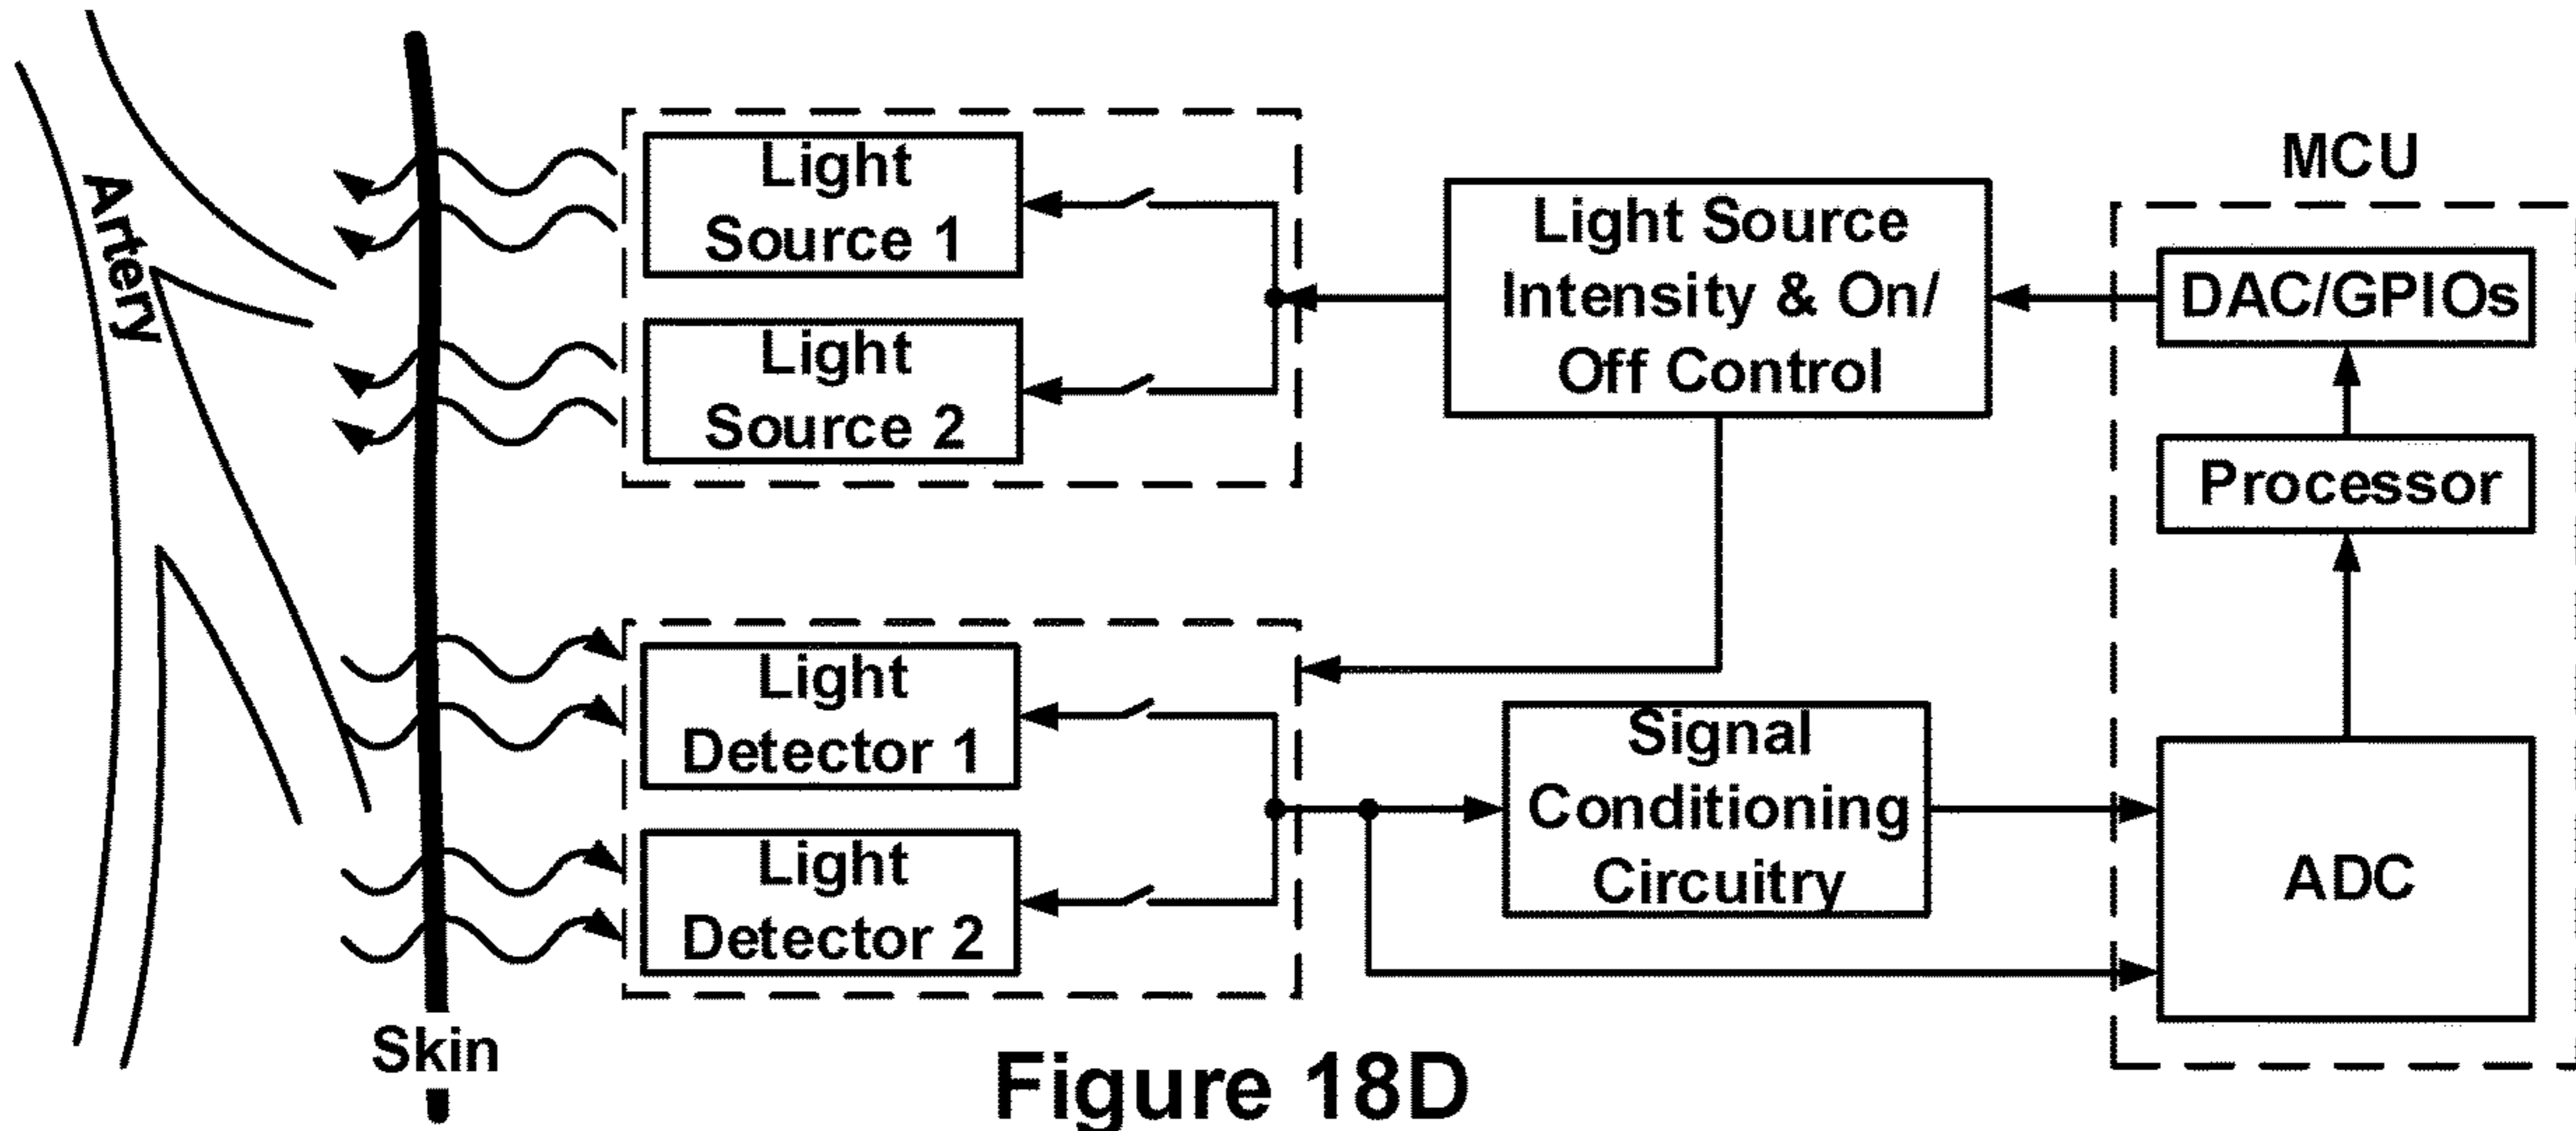 Artery
Light
Source 1
Light
Source 2
Light Source
Intensity & On/
Off Control
MCU
DAC/GPIOs
Processor
Light
Detector 1
Light
Detector 2
Signal
Conditioning
Circuitry
ADC
Skin
Figure 18D